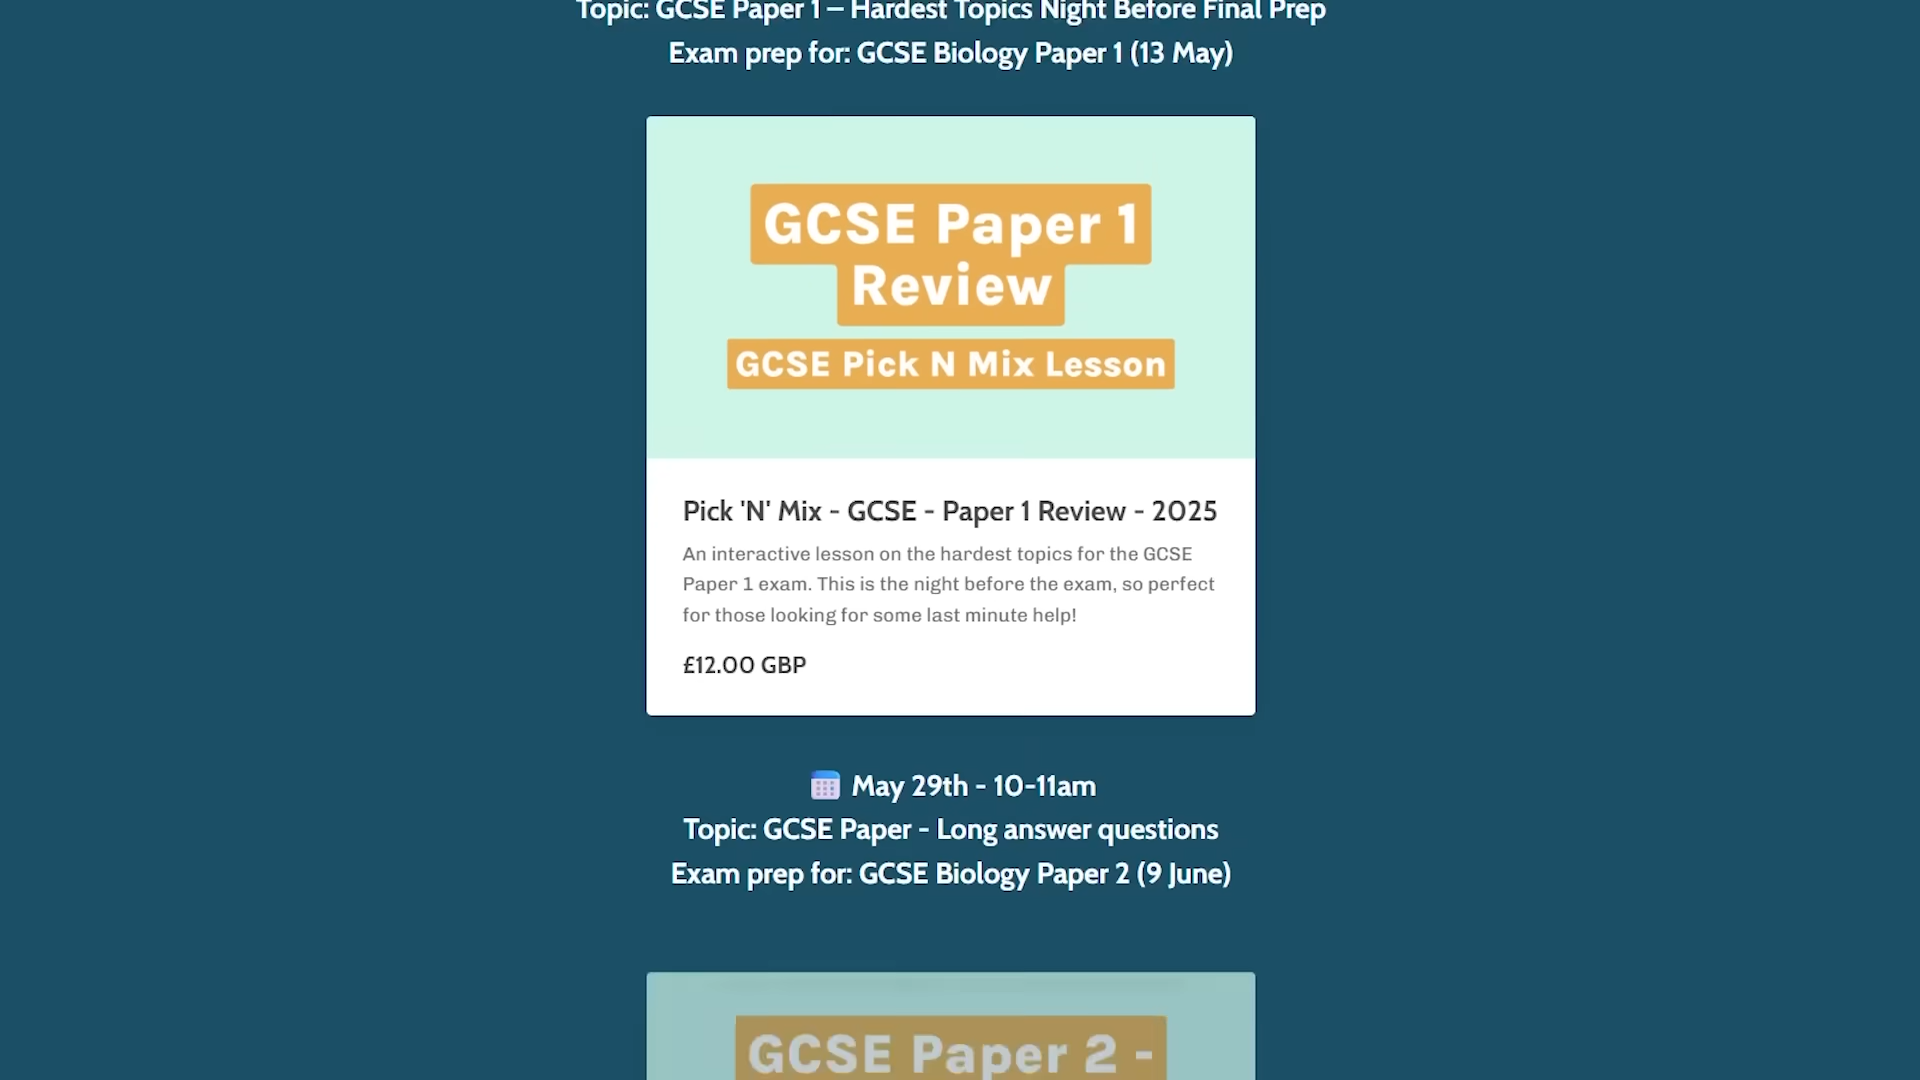 Topic: GCSE Paper 1 – Hardest Topics Night Before Final Prep
Exam prep for: GCSE Biology Paper 1 (13 May)
GCSE Paper 1
Review
GCSE Pick N Mix Lesson
Pick 'N' Mix - GCSE - Paper 1 Review - 2025
An interactive lesson on the hardest topics for the GCSE
Paper 1 exam. This is the night before the exam, so perfect
for those looking for some last minute help!
£12.00 GBP
May 29th - 10-11am
Topic: GCSE Paper - Long answer questions
Exam prep for: GCSE Biology Paper 2 (9 June)
GCSE Paper 2 -